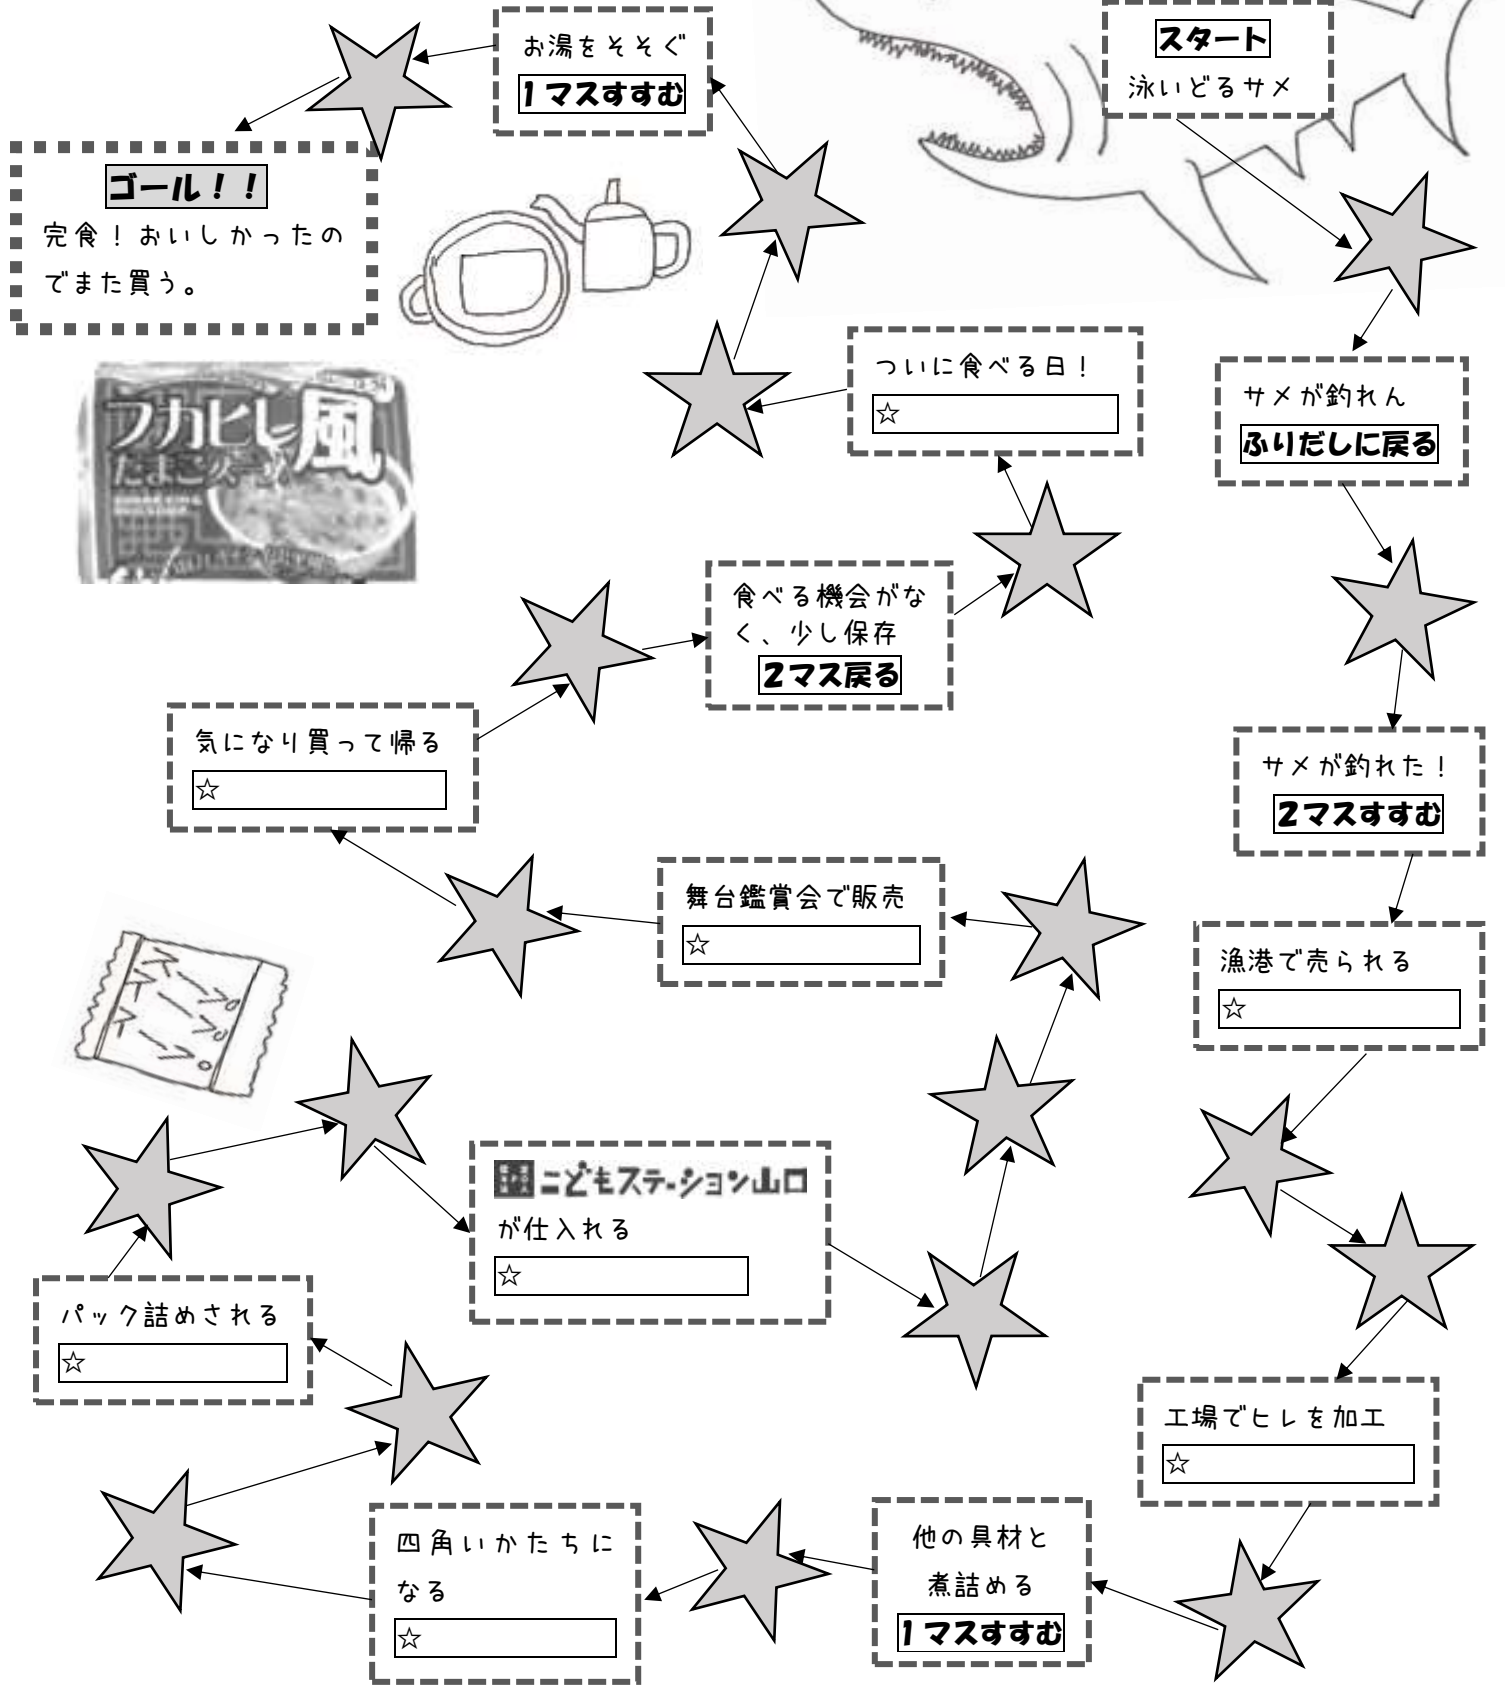 スタート
泳いどるサメ
サメが釣れん
ふりだしに戻る
サメが釣れた！
2マスすすむ
漁港で売られる
☆
工場でヒレを加工
☆
他の具材と
煮詰める
1マスすすむ
四角いかたちに
なる
☆
パック詰めされる
☆
こどもステーション山口
が仕入れる
☆
舞台鑑賞会で販売
☆
気になり買って帰る
☆
食べる機会がな
く、少し保存
2マス戻る
ついに食べる日！
☆
お湯をそそぐ
1マスすすむ
ゴール！！
完食！おいしかったの
でまた買う。
フカヒレ風
たまごスープ
スープ。
スープ。
スープ。